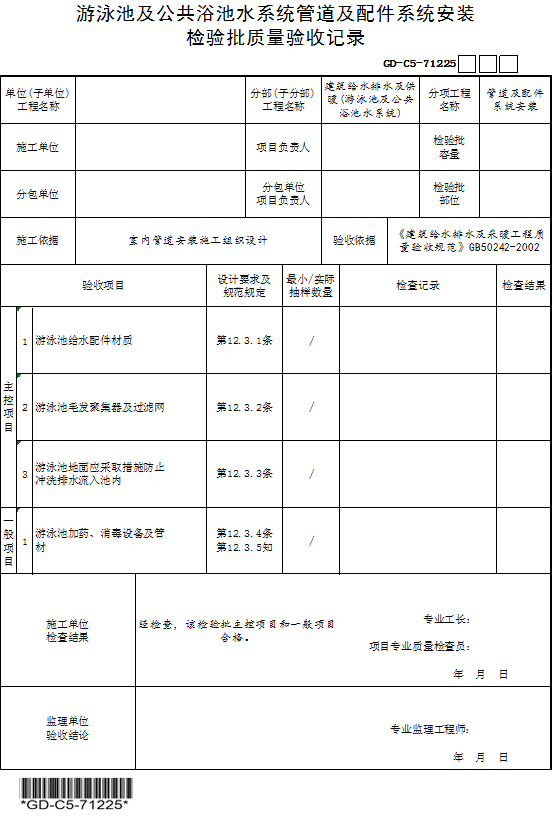 游泳池及公共浴池水系统管道及配件系统安装
检验批质量验收记录
GD-C5-71225
单位(子单位)
工程名称
分部(子分部)
工程名称
建筑给水排水及供
暖(游泳池及公共
浴池水系统)
分项工程
名称
管道及配件
系统安装
施工单位
项目负责人
检验批
容量
分包单位
分包单位
项目负责人
检验批
部位
施工依据
室内管道安装施工组织设计
验收依据
《建筑给水排水及采暖工程质
量验收规范》GB50242-2002
验收项目
设计要求及
规范规定
最小/实际
抽样数量
检查记录
检查结果
主控项目
1
游泳池给水配件材质
第12.3.1条
/
2
游泳池毛发聚集器及过滤网
第12.3.2条
/
3
游泳池地面应采取措施防止
冲洗排水流入池内
第12.3.3条
/
一般项目
1
游泳池加药、消毒设备及管
材
第12.3.4条
第12.3.5知
/
施工单位
检查结果
经检查，该检验批主控项目和一般项目
合格。
专业工长：
项目专业质量检查员：
年 月 日
监理单位
验收结论
专业监理工程师：
年 月 日
*GD-C5-71225*